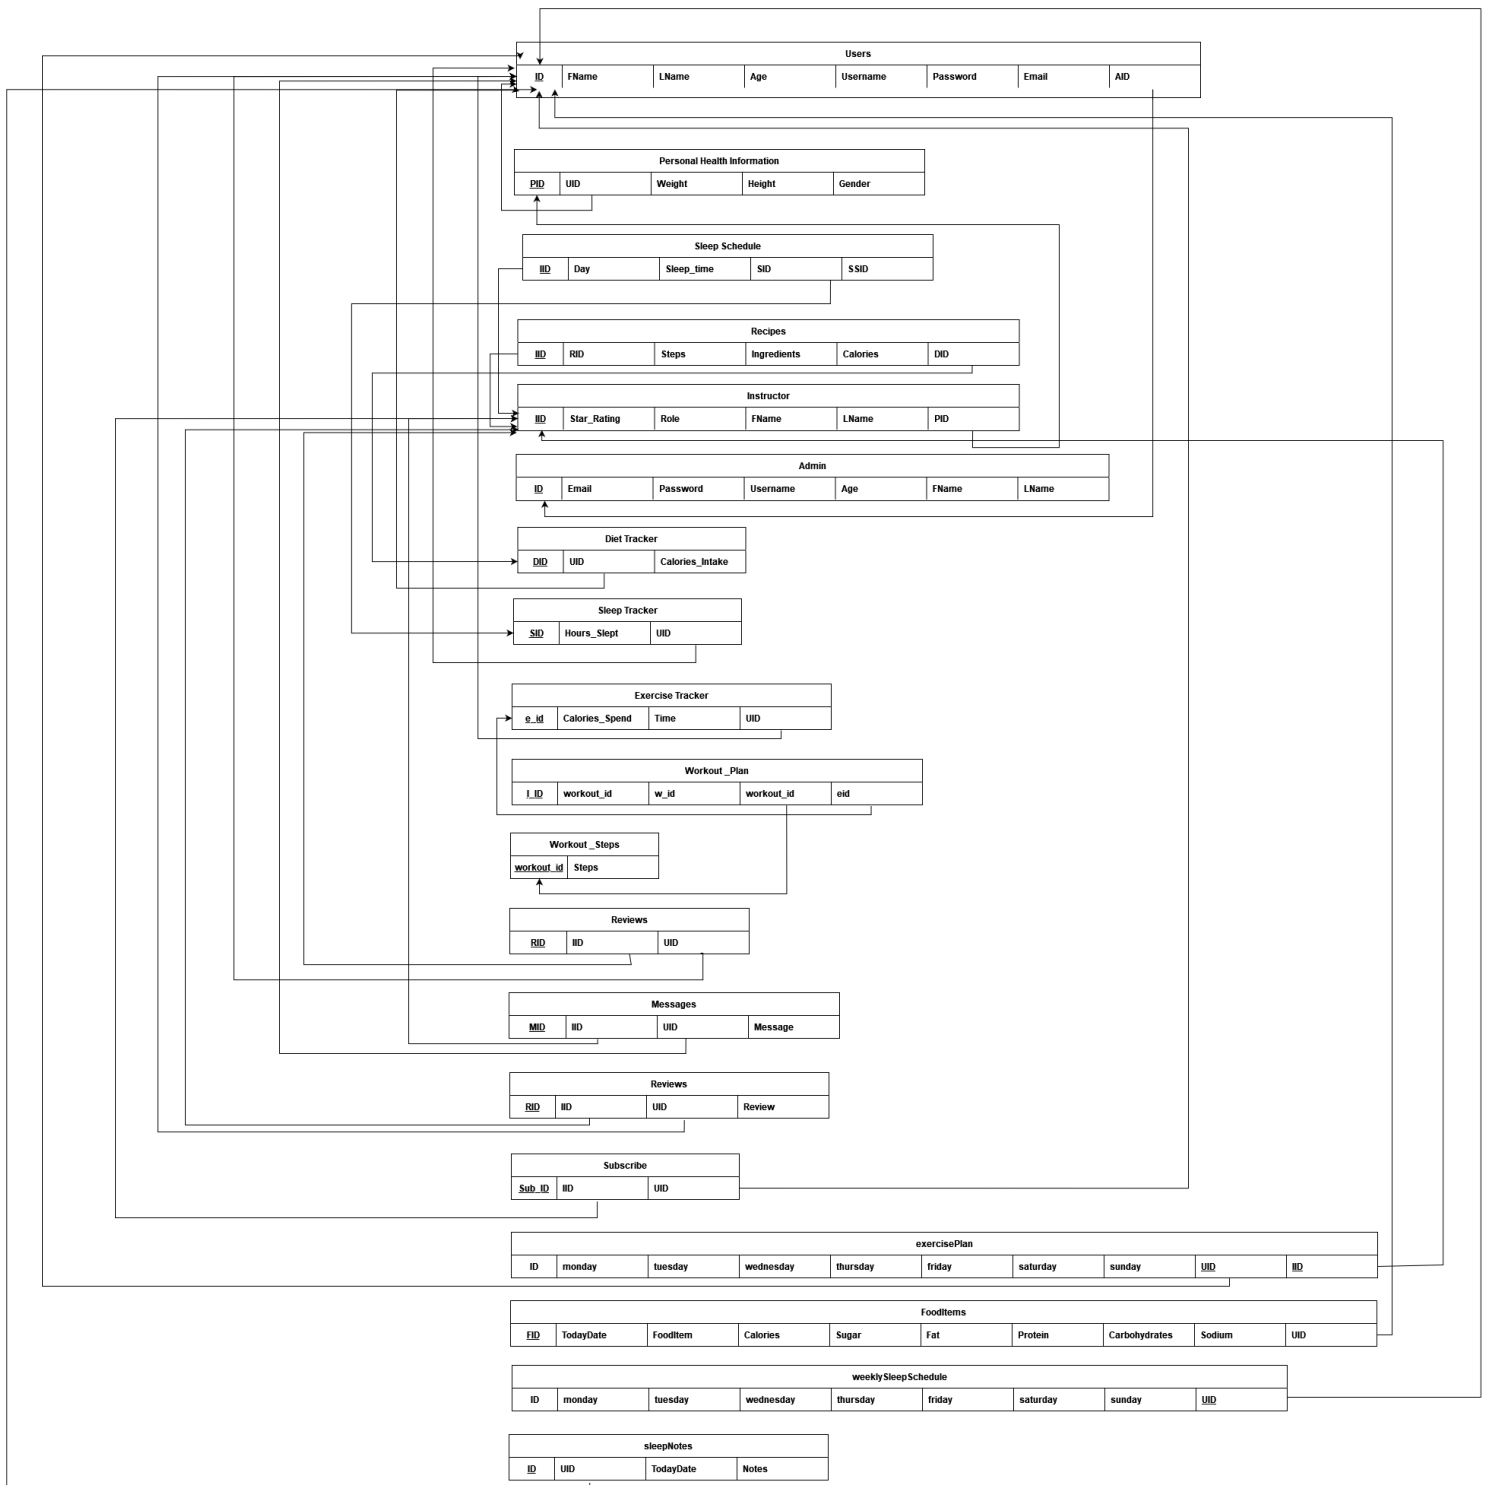 Users
ID FName LName Age Username Password Email AID
Personal Health Information
PID UID Weight Height Gender
Sleep Schedule
IID Day Sleep_time SID SSID
Recipes
IID RID Steps Ingredients Calories DID
Instructor
IID Star_Rating Role FName LName PID
Admin
ID Email Password Username Age FName LName
Diet Tracker
DID UID Calories_Intake
Sleep Tracker
SID Hours_Slept UID
Exercise Tracker
e_id Calories_Spend Time UID
Workout _Plan
I_ID workout_id w_id workout_id eid
Workout _Steps
workout_id Steps
Reviews
RID IID UID
Messages
MID IID UID Message
Reviews
RID IID UID Review
Subscribe
Sub_ID IID UID
exercisePlan
ID monday tuesday wednesday thursday friday saturday sunday UID IID
FoodItems
FID TodayDate FoodItem Calories Sugar Fat Protein Carbohydrates Sodium UID
weeklySleepSchedule
ID monday tuesday wednesday thursday friday saturday sunday UID
sleepNotes
ID UID TodayDate Notes